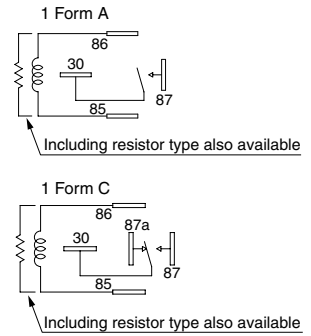 1 Form A
86
30
87
85
Including resistor type also available
1 Form C
86
87a
30
87
85
Including resistor type also available